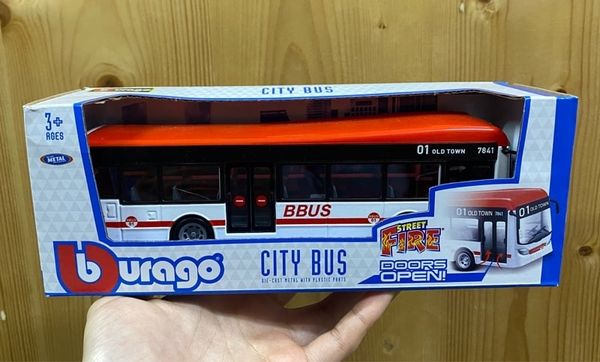 CITY BUS
3+
AGES
METAL
01 OLD TOWN 7841
BBUS
Burago
CITY BUS
DIE-CAST METAL WITH PLASTIC PARTS
STREET
FIRE
DOORS
OPEN!
01 OLD TOWN 7841
01